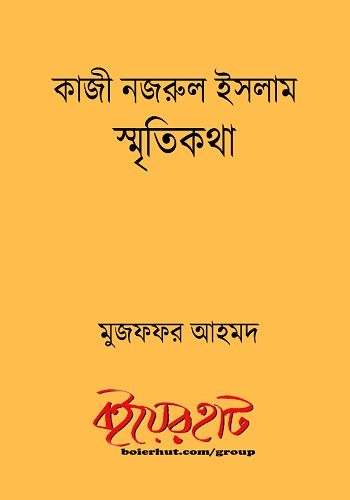 কাজী নজরুল ইসলাম
স্মৃতিকথা
মুজফফর আহমদ
বইয়েরহাট
boierhut.com/group